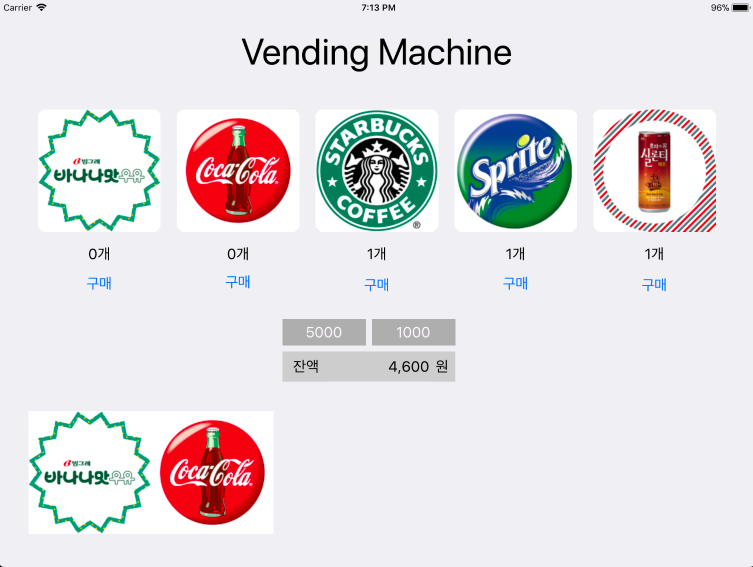 Carrier 7:13 PM 96%
Vending Machine
빙그레
바나나맛우유
Coca-Cola
STARBUCKS
COFFEE
®
Sprite
실론티
0개 0개 1개 1개 1개
구매 구매 구매 구매 구매
5000 1000
잔액 4,600 원
빙그레
바나나맛우유
Coca-Cola